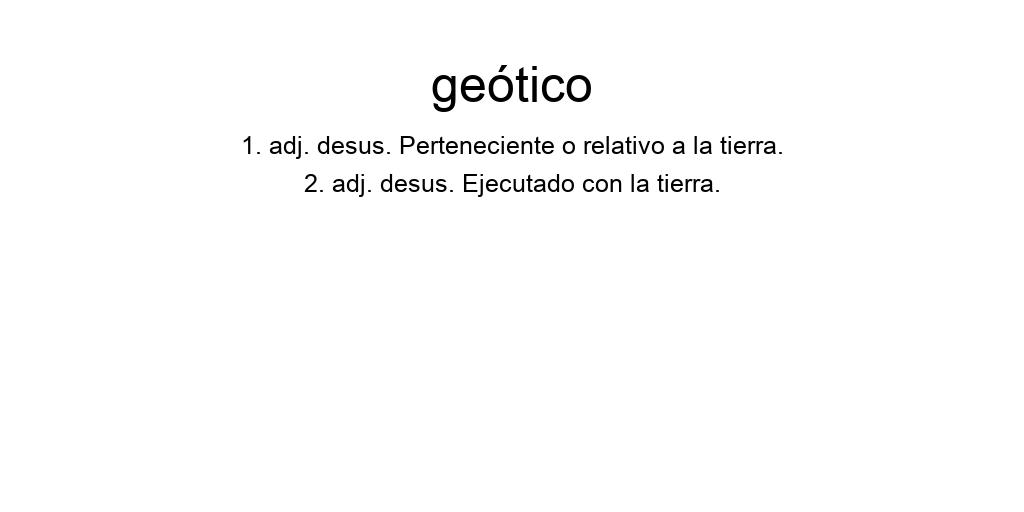 geótico
1. adj. desus. Perteneciente o relativo a la tierra.
2. adj. desus. Ejecutado con la tierra.